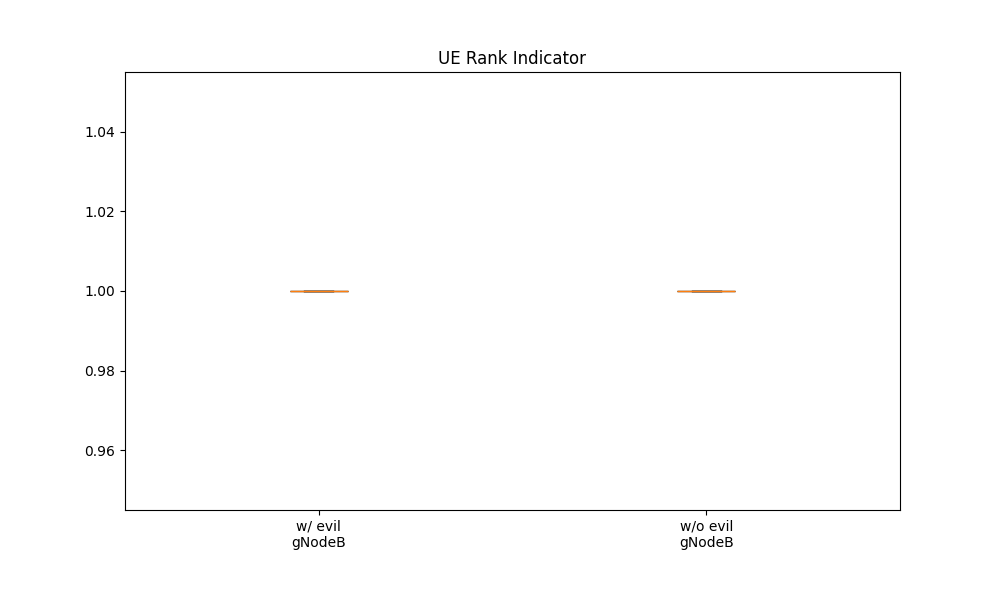 UE Rank Indicator
1.04
1.02
1.00
0.98
0.96
w/ evil
gNodeB
w/o evil
gNodeB